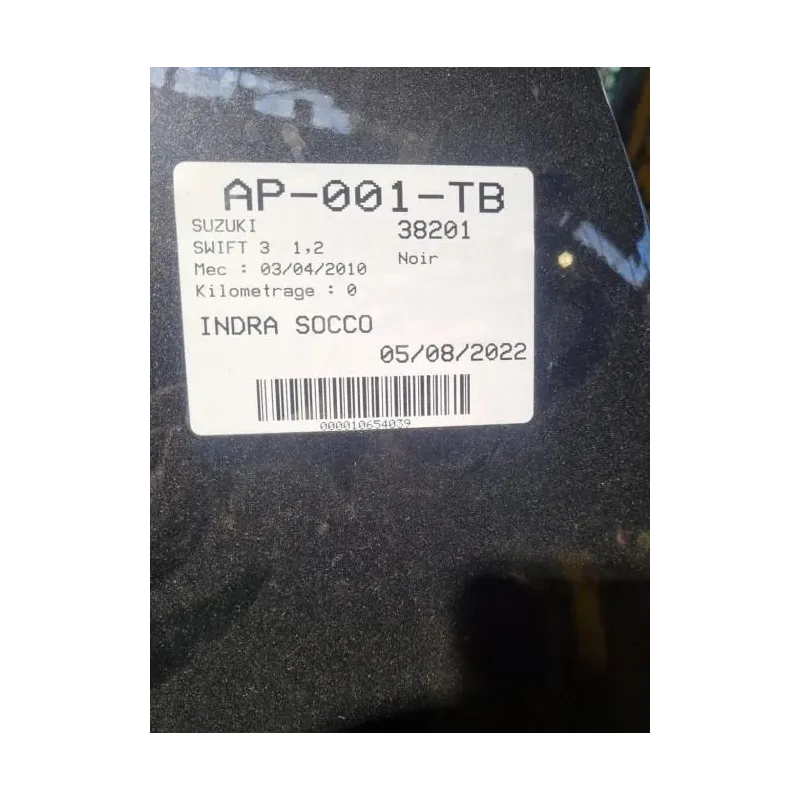 AP-001-TB
SUZUKI 38201
SWIFT 3 1,2
Mec : 03/04/2010 Noir
Kilometrage : 0
INDRA SOCCO
05/08/2022
000010654039